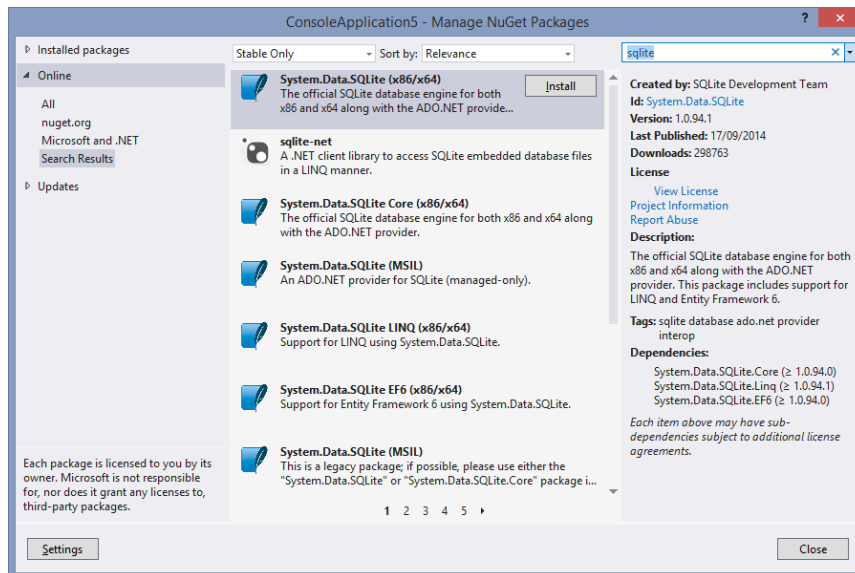 ConsoleApplication5 - Manage NuGet Packages
?
Installed packages
Online
All
nuget.org
Microsoft and .NET
Search Results
Updates
Each package is licensed to you by its
owner. Microsoft is not responsible
for, nor does it grant any licenses to,
third-party packages.
Settings
Stable Only
Sort by: Relevance
System.Data.SQLite (x86/x64)
The official SQLite database engine for both
x86 and x64 along with the ADO.NET provide...
Install
sqlite-net
A .NET client library to access SQLite embedded database files
in a LINQ manner.
System.Data.SQLite Core (x86/x64)
The official SQLite database engine for both x86 and x64 along
with the ADO.NET provider.
System.Data.SQLite (MSIL)
An ADO.NET provider for SQLite (managed-only).
System.Data.SQLite LINQ (x86/x64)
Support for LINQ using System.Data.SQLite.
System.Data.SQLite EF6 (x86/x64)
Support for Entity Framework 6 using System.Data.SQLite.
System.Data.SQLite (MSIL)
This is a legacy package; if possible, please use either the
"System.Data.SQLite" or "System.Data.SQLite.Core" package i...
1 2 3 4 5
sqlite
Created by: SQLite Development Team
Id: System.Data.SQLite
Version: 1.0.94.1
Last Published: 17/09/2014
Downloads: 298763
License
View License
Project Information
Report Abuse
Description:
The official SQLite database engine for both
x86 and x64 along with the ADO.NET
provider. This package includes support for
LINQ and Entity Framework 6.
Tags: sqlite database ado.net provider
interop
Dependencies:
System.Data.SQLite.Core (≥ 1.0.94.0)
System.Data.SQLite.Linq (≥ 1.0.94.1)
System.Data.SQLite.EF6 (≥ 1.0.94.0)
Each item above may have sub-
dependencies subject to additional license
agreements.
Close